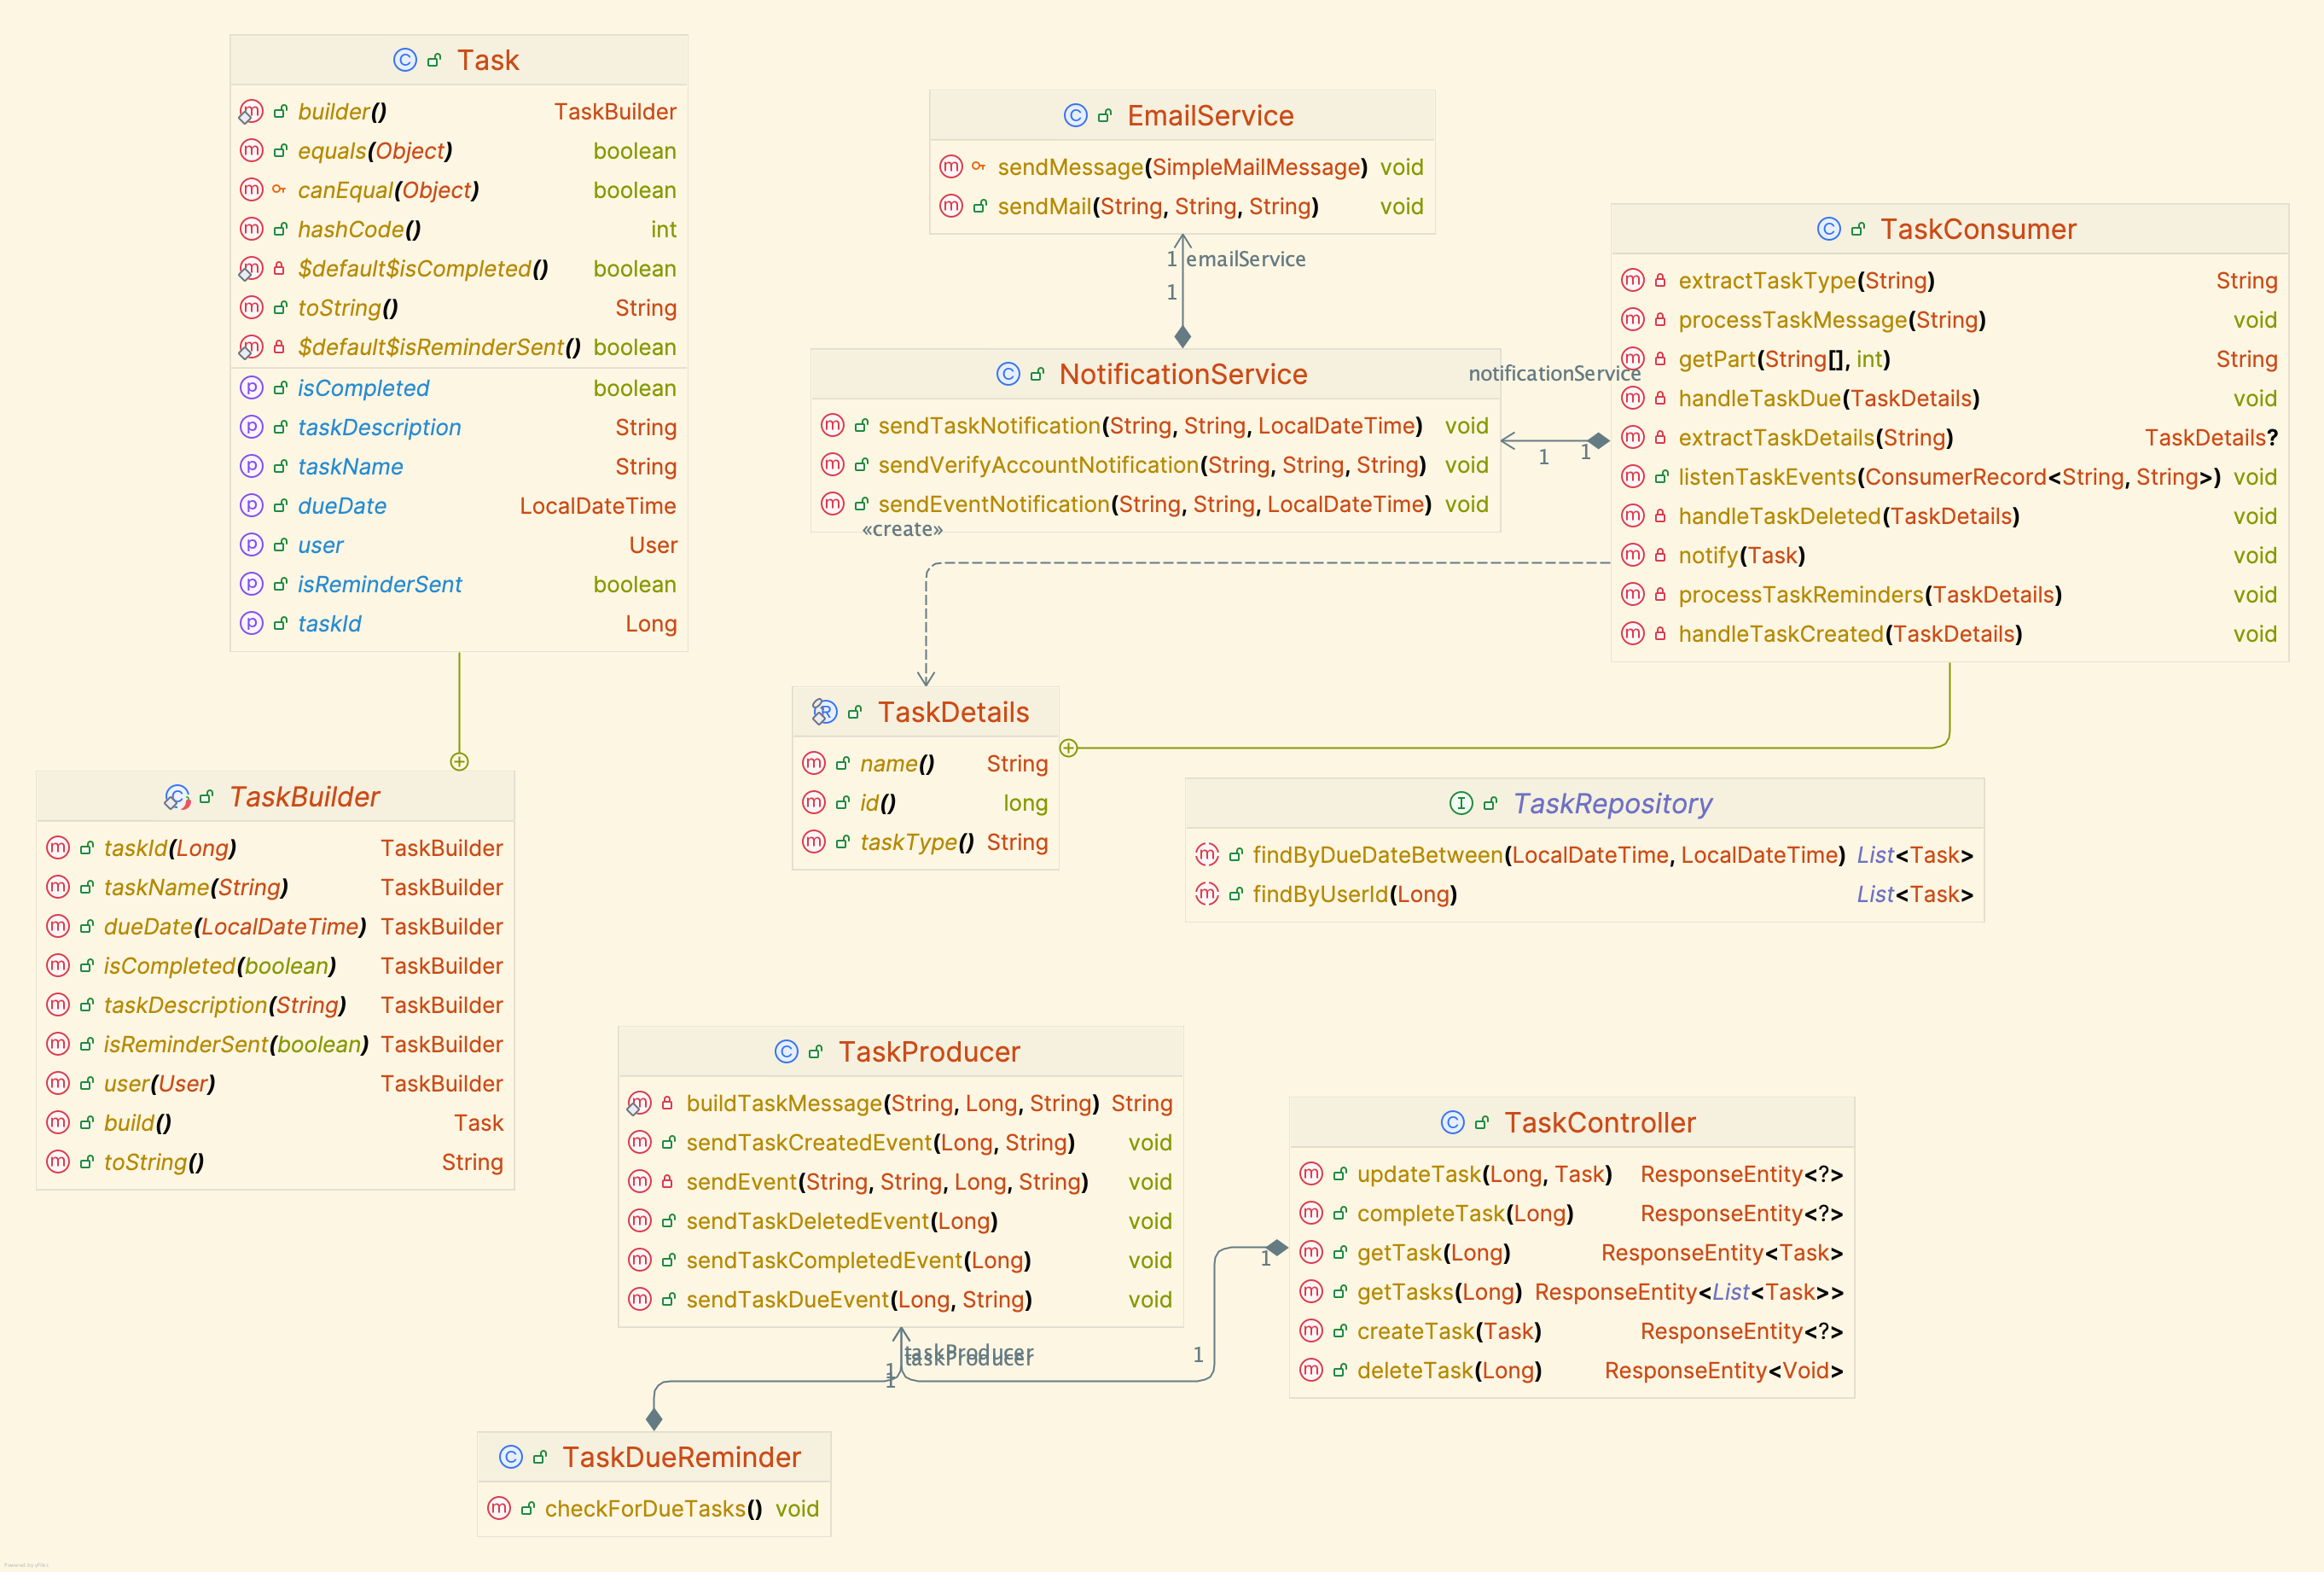 Task
builder() TaskBuilder
equals(Object) boolean
canEqual(Object) boolean
hashCode() int
$default$isCompleted() boolean
toString() String
$default$isReminderSent() boolean
isCompleted boolean
taskDescription String
taskName String
dueDate LocalDateTime
user User
isReminderSent boolean
taskId Long
EmailService
sendMessage(SimpleMailMessage) void
sendMail(String, String, String) void
1 emailService
1
NotificationService
sendTaskNotification(String, String, LocalDateTime) void
sendVerifyAccountNotification(String, String, String) void
sendEventNotification(String, String, LocalDateTime) void
«create»
notificationService
1 1
TaskConsumer
extractTaskType(String) String
processTaskMessage(String) void
getPart(String[], int) String
handleTaskDue(TaskDetails) void
extractTaskDetails(String) TaskDetails?
listenTaskEvents(ConsumerRecord<String, String>) void
handleTaskDeleted(TaskDetails) void
notify(Task) void
processTaskReminders(TaskDetails) void
handleTaskCreated(TaskDetails) void
TaskDetails
name() String
id() long
taskType() String
TaskBuilder
taskId(Long) TaskBuilder
taskName(String) TaskBuilder
dueDate(LocalDateTime) TaskBuilder
isCompleted(boolean) TaskBuilder
taskDescription(String) TaskBuilder
isReminderSent(boolean) TaskBuilder
user(User) TaskBuilder
build() Task
toString() String
TaskRepository
findByDueDateBetween(LocalDateTime, LocalDateTime) List<Task>
findByUserId(Long) List<Task>
TaskProducer
buildTaskMessage(String, Long, String) String
sendTaskCreatedEvent(Long, String) void
sendEvent(String, String, Long, String) void
sendTaskDeletedEvent(Long) void
sendTaskCompletedEvent(Long) void
sendTaskDueEvent(Long, String) void
TaskController
updateTask(Long, Task) ResponseEntity<?>
completeTask(Long) ResponseEntity<?>
getTask(Long) ResponseEntity<Task>
getTasks(Long) ResponseEntity<List<Task>>
createTask(Task) ResponseEntity<?>
deleteTask(Long) ResponseEntity<Void>
1
1
taskProducer
taskProducer
1
1
TaskDueReminder
checkForDueTasks() void
Powered by yFiles